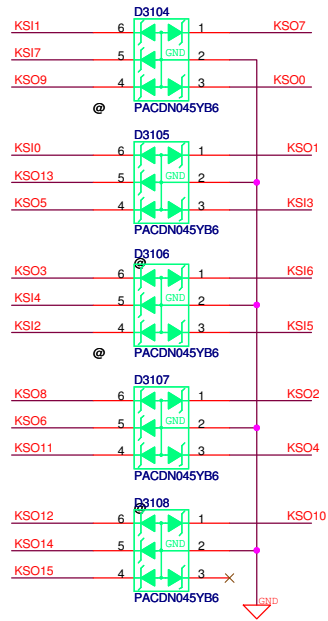 D3104
KSI1 6 1 KSO7
GND
KSI7 5 2
KSO9 4 3 KSO0
@ PACDN045YB6
D3105
KSI0 6 1 KSO1
GND
KSO13 5 2
KSO5 4 3 KSI3
PACDN045YB6
D3106
@
KSO3 6 1 KSI6
GND
KSI4 5 2
KSI2 4 3 KSI5
@ PACDN045YB6
D3107
KSO8 6 1 KSO2
GND
KSO6 5 2
KSO11 4 3 KSO4
PACDN045YB6
D3108
@
KSO12 6 1 KSO10
GND
KSO14 5 2
KSO15 4 3
PACDN045YB6
GND